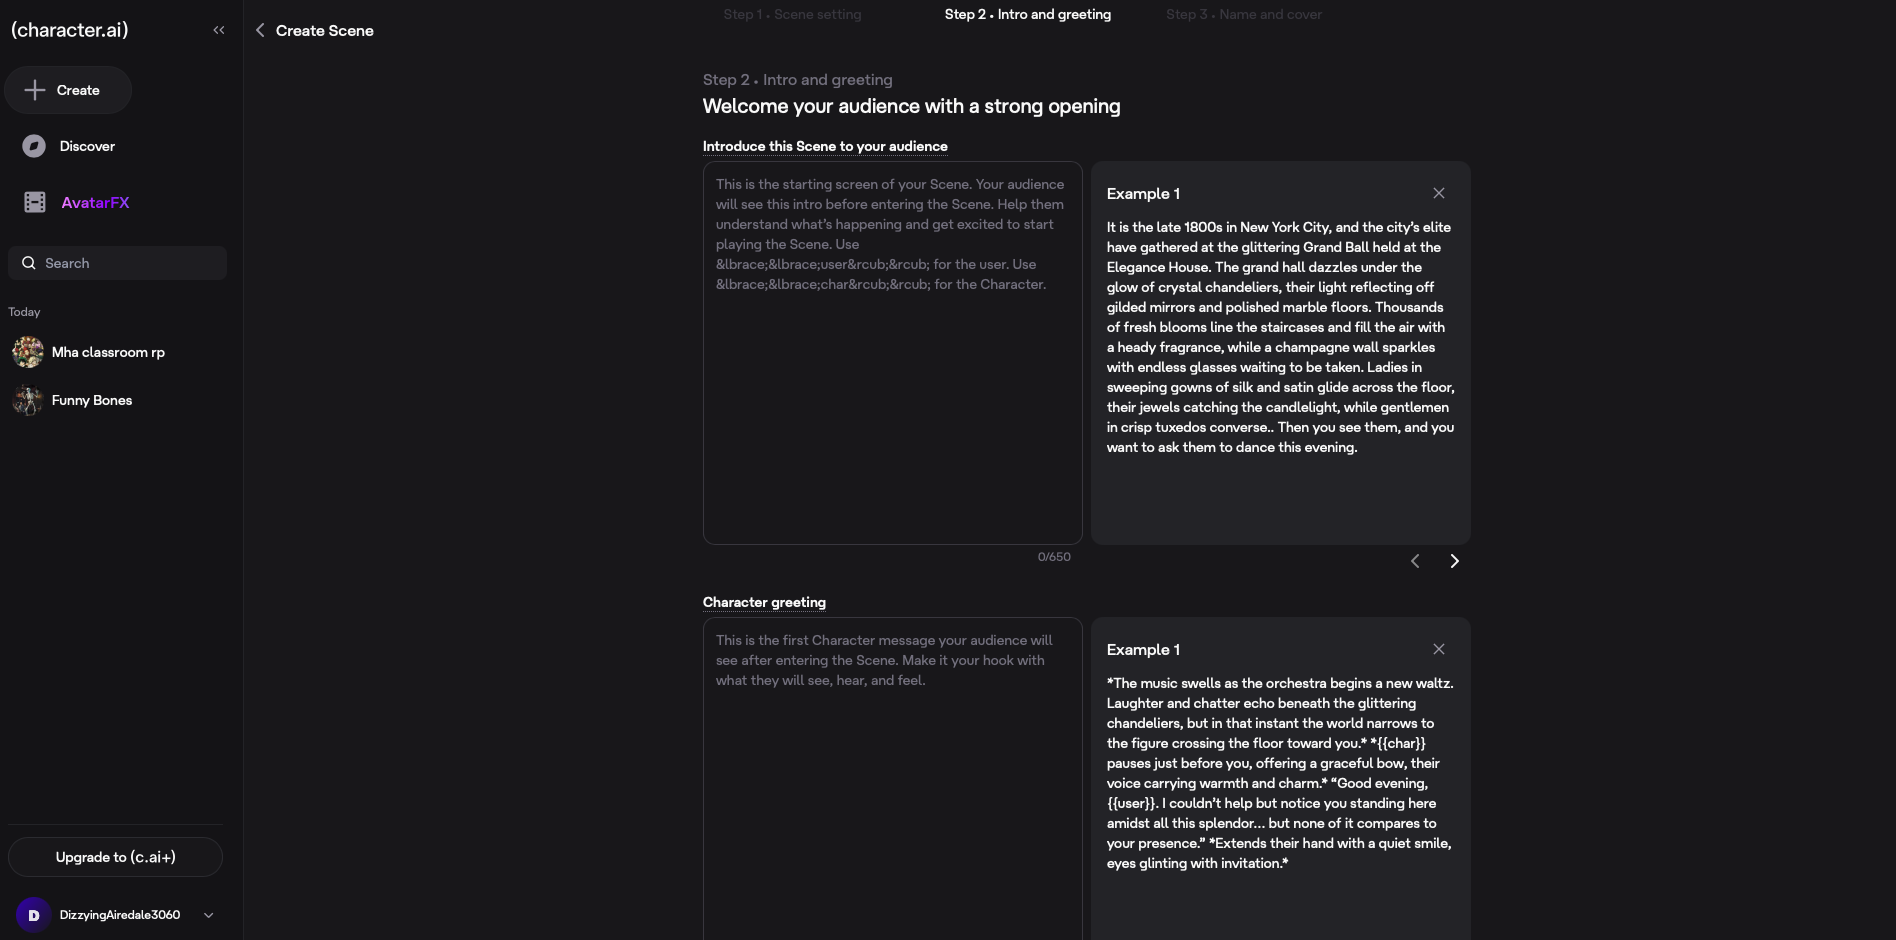 (character.ai)
Create
Discover
AvatarFX
Search
Today
Mha classroom rp
Funny Bones
Upgrade to (c.ai+)
D
DizzyingAiredale3060
Create Scene
Step 1 • Scene setting
Step 2 • Intro and greeting
Step 3 • Name and cover
Step 2 • Intro and greeting
Welcome your audience with a strong opening
Introduce this Scene to your audience
This is the starting screen of your Scene. Your audience
will see this intro before entering the Scene. Help them
understand what's happening and get excited to start
playing the Scene. Use
&lbrace;&lbrace;user&rcub;&rcub; for the user. Use
&lbrace;&lbrace;char&rcub;&rcub; for the Character.
0/650
Example 1
It is the late 1800s in New York City, and the city's elite
have gathered at the glittering Grand Ball held at the
Elegance House. The grand hall dazzles under the
glow of crystal chandeliers, their light reflecting off
gilded mirrors and polished marble floors. Thousands
of fresh blooms line the staircases and fill the air with
a heady fragrance, while a champagne wall sparkles
with endless glasses waiting to be taken. Ladies in
sweeping gowns of silk and satin glide across the floor,
their jewels catching the candlelight, while gentlemen
in crisp tuxedos converse.. Then you see them, and you
want to ask them to dance this evening.
Character greeting
This is the first Character message your audience will
see after entering the Scene. Make it your hook with
what they will see, hear, and feel.
Example 1
*The music swells as the orchestra begins a new waltz.
Laughter and chatter echo beneath the glittering
chandeliers, but in that instant the world narrows to
the figure crossing the floor toward you.* *{{char}}
pauses just before you, offering a graceful bow, their
voice carrying warmth and charm.* “Good evening,
{{user}}. I couldn't help but notice you standing here
amidst all this splendor... but none of it compares to
your presence.” *Extends their hand with a quiet smile,
eyes glinting with invitation.*